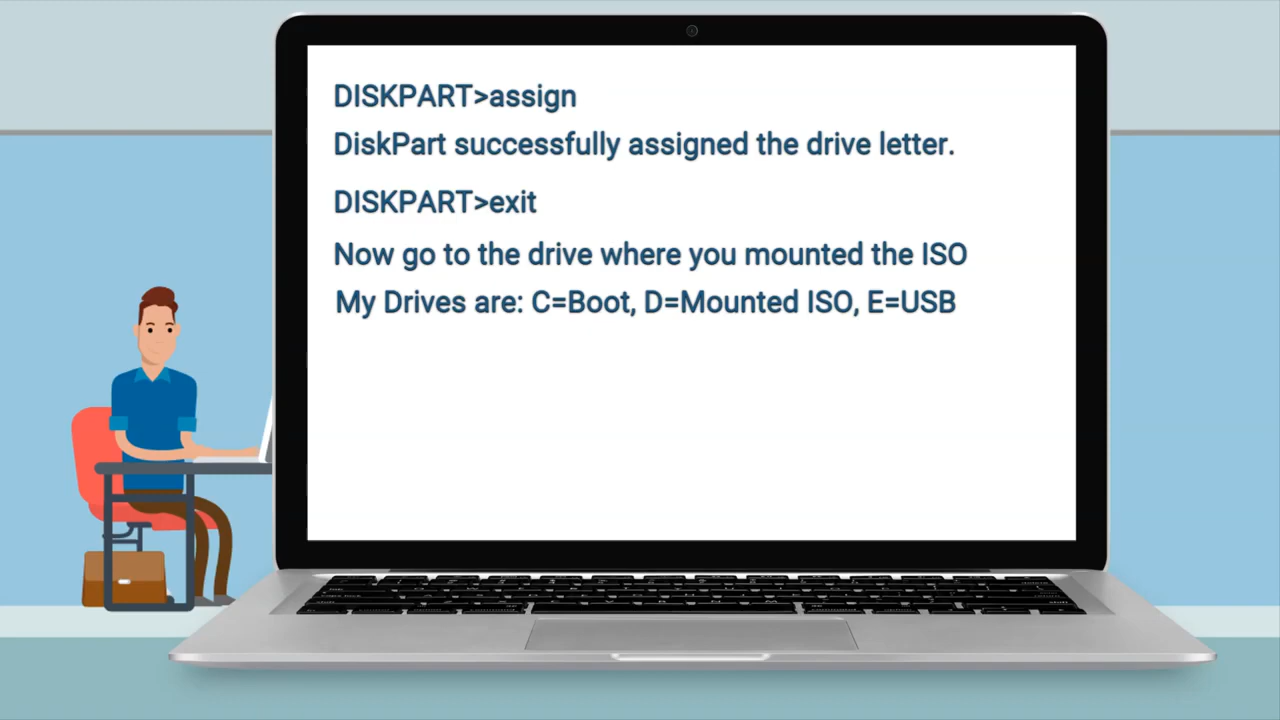 DISKPART>assign
DiskPart successfully assigned the drive letter.
DISKPART>exit
Now go to the drive where you mounted the ISO
My Drives are: C=Boot, D=Mounted ISO, E=USB